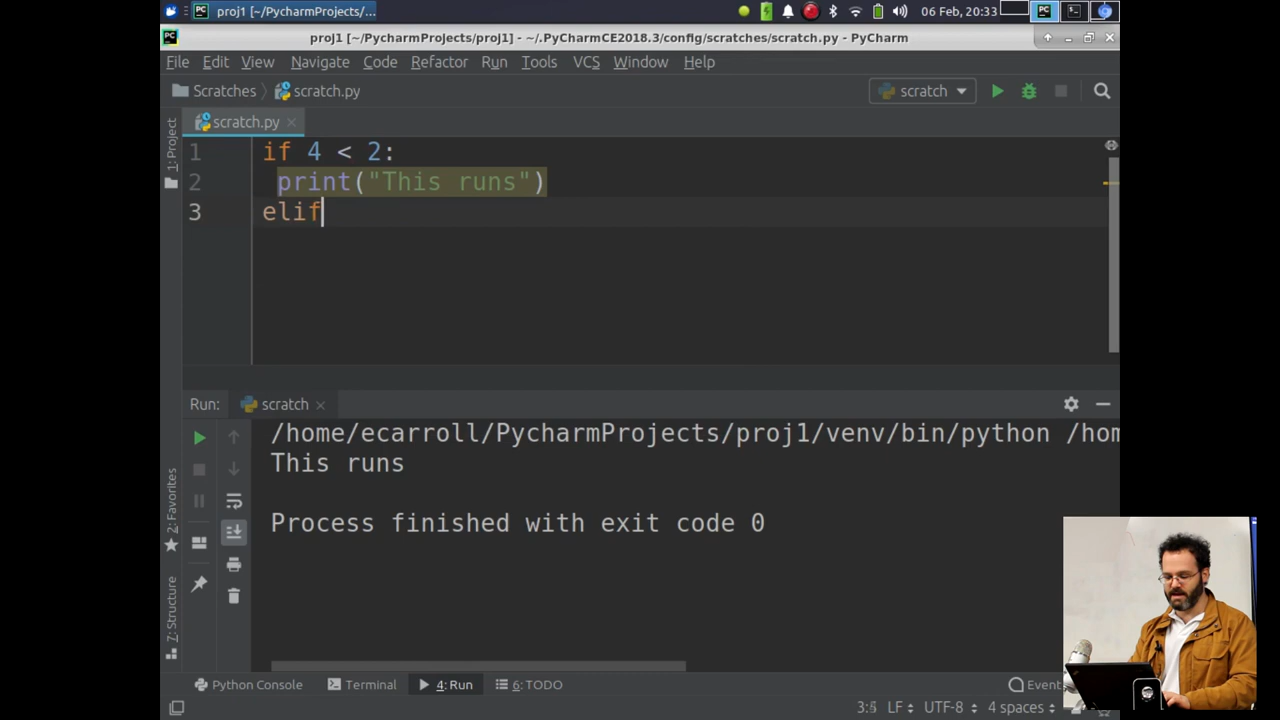 proj1 [~/PycharmProjects/...
06 Feb, 20:33
proj1 [~/PycharmProjects/proj1] - ~/.PyCharmCE2018.3/config/scratches/scratch.py - PyCharm
File Edit View Navigate Code Refactor Run Tools VCS Window Help
Scratches scratch.py
scratch
scratch.py
1: Project
1 if 4 < 2:
2 print("This runs")
3 elif
Run: scratch
/home/ecarroll/PycharmProjects/proj1/venv/bin/python /hom
This runs
Process finished with exit code 0
2: Favorites
7: Structure
Python Console Terminal 4: Run 6: TODO Event
LF UTF-8 4 spaces